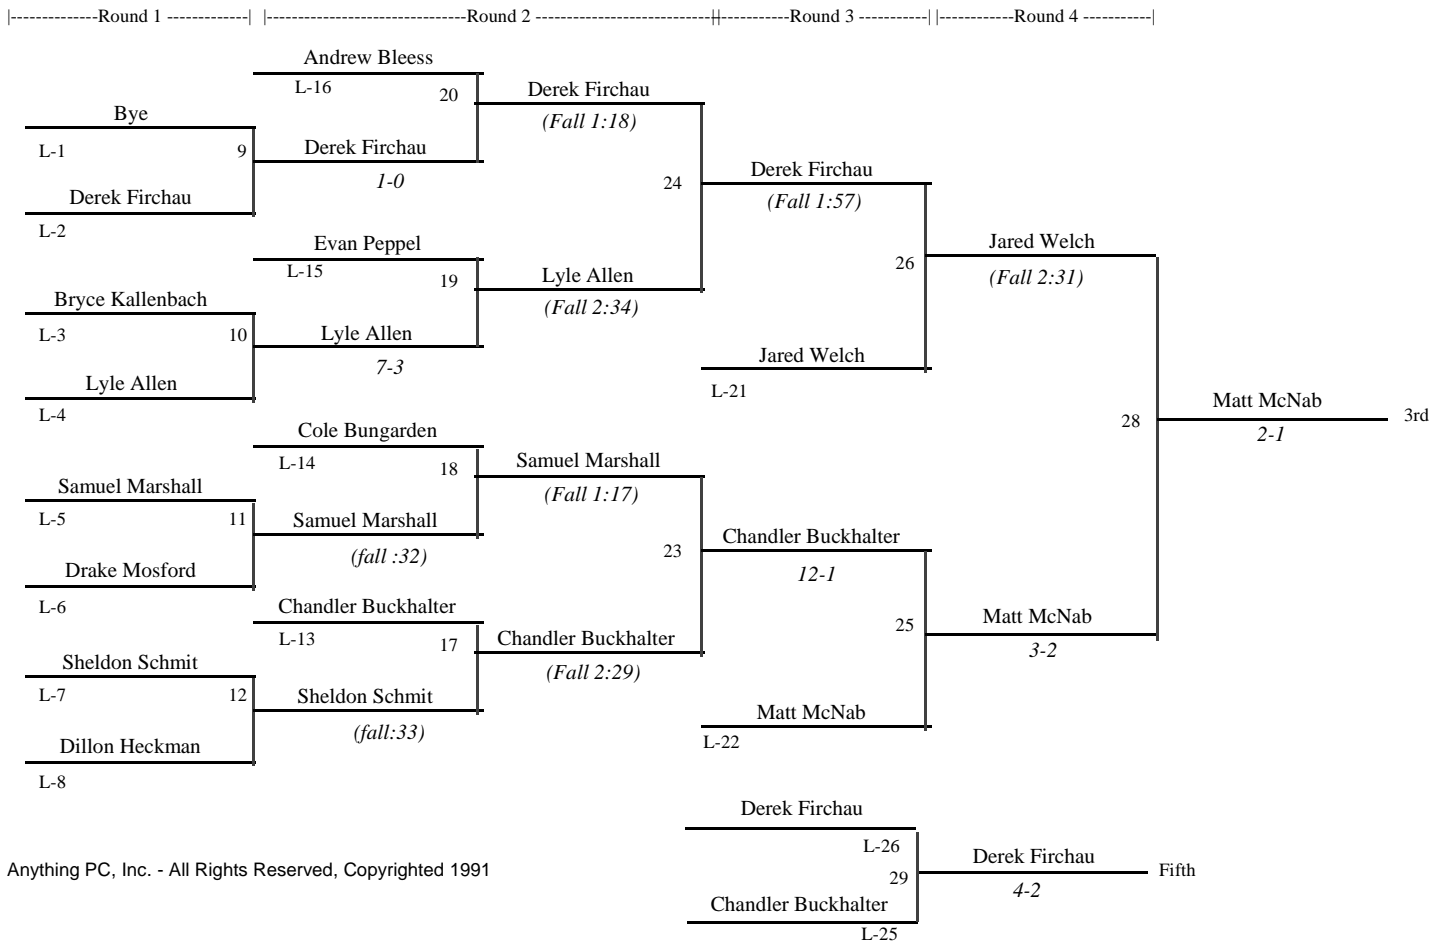 |-------------Round 1 -------------| |-----------------------------Round 2 --------------------------||-----------Round 3 -----------| |-----------Round 4 ----------|
Andrew Bleess
L-16
20
Derek Firchau
(Fall 1:18)
Bye
L-1
9
Derek Firchau
1-0
Derek Firchau
L-2
24
Derek Firchau
(Fall 1:57)
Evan Peppel
L-15
19
Lyle Allen
(Fall 2:34)
26
Jared Welch
(Fall 2:31)
Bryce Kallenbach
L-3
10
Lyle Allen
7-3
Lyle Allen
L-4
Jared Welch
L-21
28
Matt McNab
2-1
3rd
Cole Bungarden
L-14
18
Samuel Marshall
(Fall 1:17)
Samuel Marshall
L-5
11
Samuel Marshall
(fall :32)
Drake Mosford
L-6
23
Chandler Buckhalter
12-1
Chandler Buckhalter
L-13
17
Chandler Buckhalter
(Fall 2:29)
25
Matt McNab
3-2
Sheldon Schmit
L-7
12
Sheldon Schmit
(fall:33)
Dillon Heckman
L-8
Matt McNab
L-22
Derek Firchau
L-26
29
Derek Firchau
4-2
Fifth
Chandler Buckhalter
L-25
Anything PC, Inc. - All Rights Reserved, Copyrighted 1991